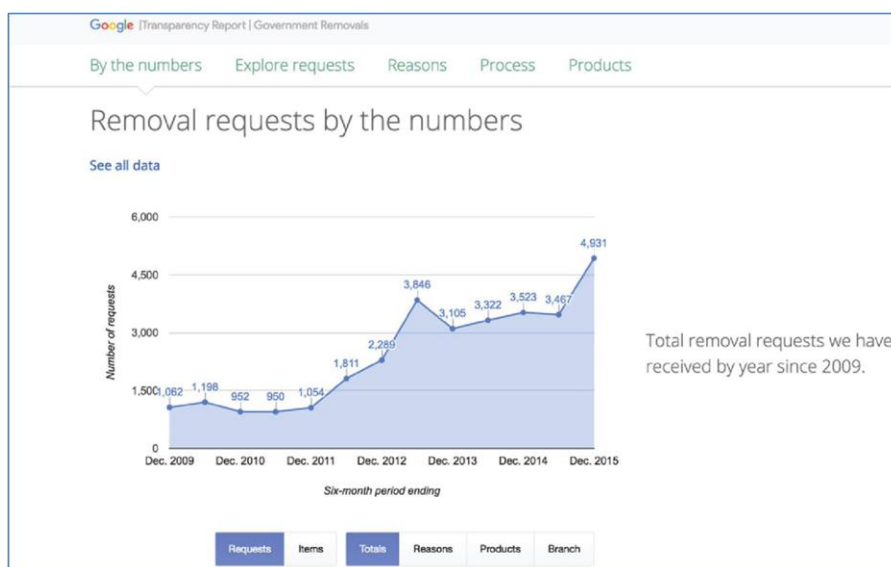 Google |Transparency Report | Government Removals
By the numbers Explore requests Reasons Process Products
Removal requests by the numbers
See all data
6,000
4,931
4,500
3,846
3,523 3,467
3,322
3,105
3,000
2,289
1,811
1,500
1,062 1,198 952 950 1,054
0
Number of requests
Dec. 2009 Dec. 2010 Dec. 2011 Dec. 2012 Dec. 2013 Dec. 2014 Dec. 2015
Six-month period ending
Total removal requests we have
received by year since 2009.
Requests Items Totals Reasons Products Branch